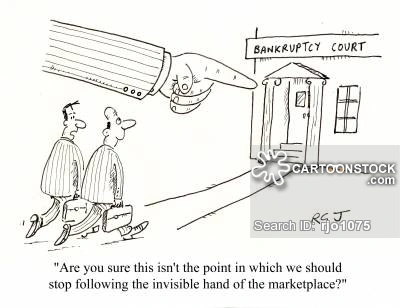 BANKRUPTCY COURT
CARTOONSTOCK
.com
Search ID: rjo1075
R.G.J
"Are you sure this isn't the point in which we should
stop following the invisible hand of the marketplace?"